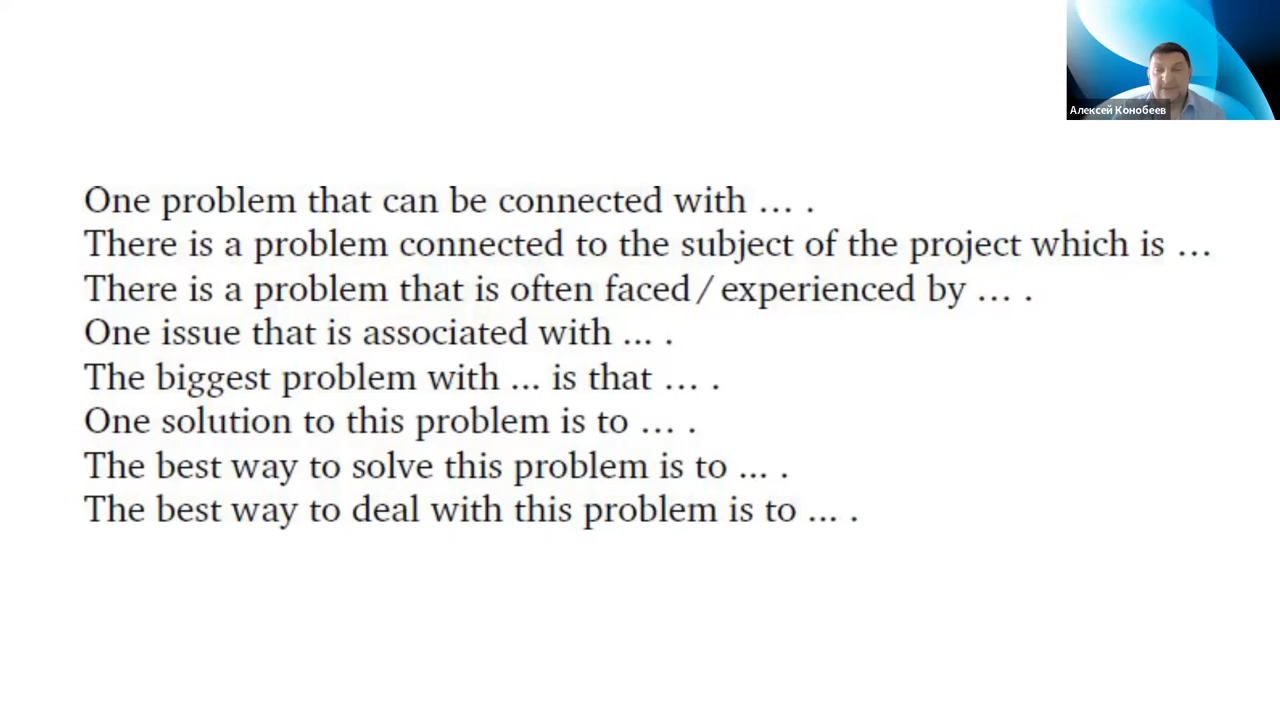 Алексей Конобеев
One problem that can be connected with ... .
There is a problem connected to the subject of the project which is ...
There is a problem that is often faced / experienced by ... .
One issue that is associated with ... .
The biggest problem with ... is that ... .
One solution to this problem is to ... .
The best way to solve this problem is to ... .
The best way to deal with this problem is to ... .